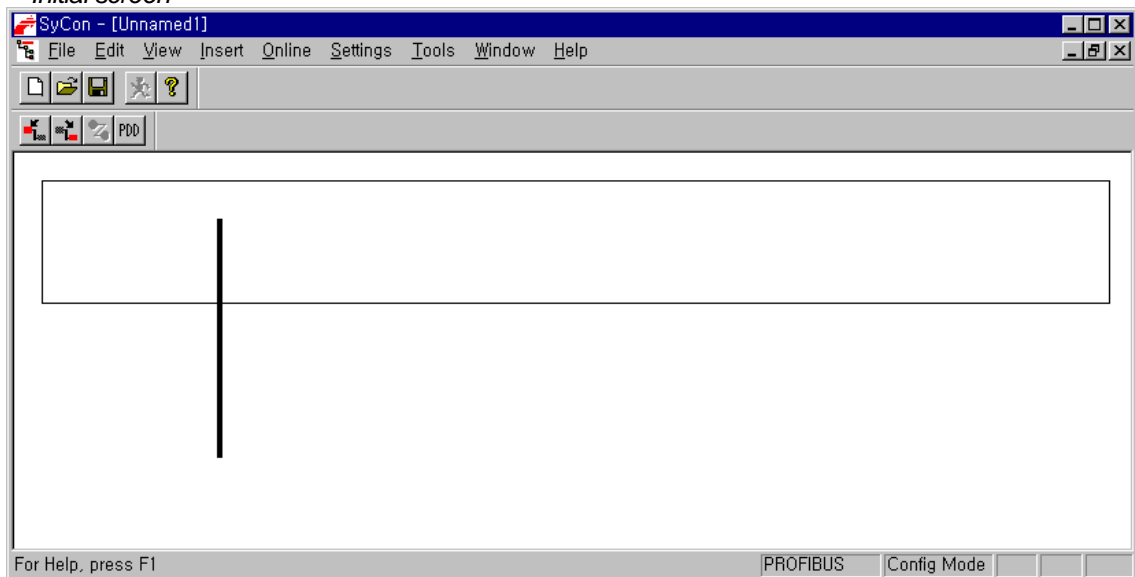 Initial screen
SyCon - [Unnamed1]
File Edit View Insert Online Settings Tools Window Help
PDD
For Help, press F1 PROFIBUS Config Mode